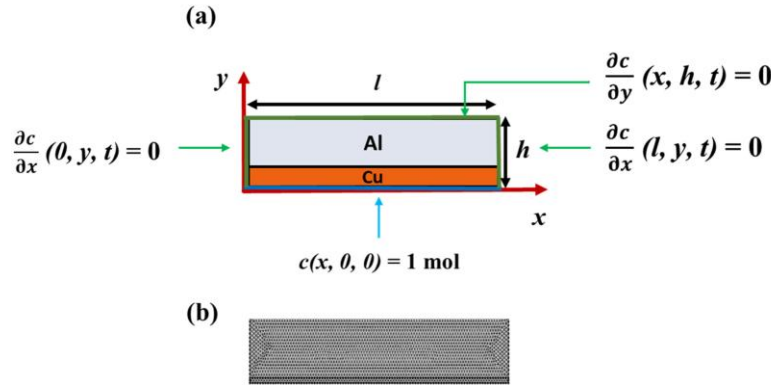 (a)
y
l
∂c/∂y (x, h, t) = 0
∂c/∂x (0, y, t) = 0
Al
h
∂c/∂x (l, y, t) = 0
Cu
x
c(x, 0, 0) = 1 mol
(b)